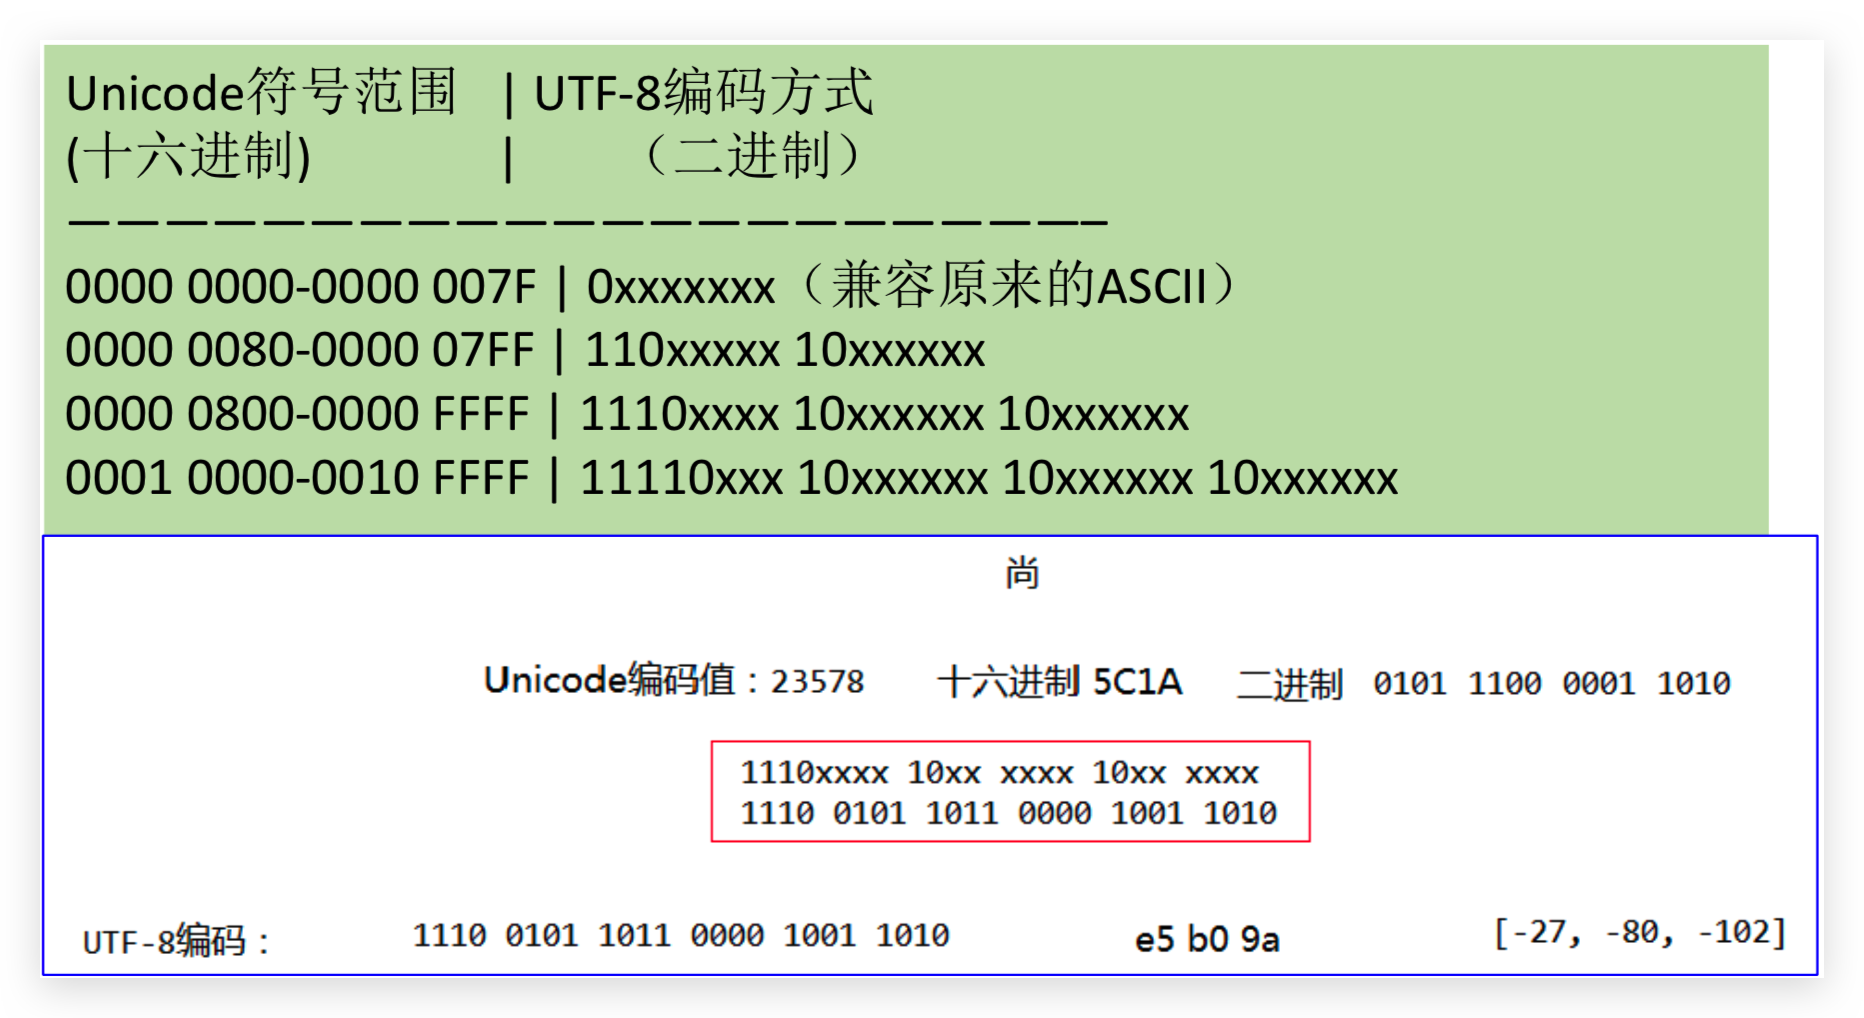 Unicode符号范围 | UTF-8编码方式
(十六进制) | （二进制）
——————————————————————–
0000 0000-0000 007F | 0xxxxxxx（兼容原来的ASCII）
0000 0080-0000 07FF | 110xxxxx 10xxxxxx
0000 0800-0000 FFFF | 1110xxxx 10xxxxxx 10xxxxxx
0001 0000-0010 FFFF | 11110xxx 10xxxxxx 10xxxxxx 10xxxxxx
尚
Unicode编码值：23578 十六进制 5C1A 二进制 0101 1100 0001 1010
1110xxxx 10xx xxxx 10xx xxxx
1110 0101 1011 0000 1001 1010
UTF-8编码： 1110 0101 1011 0000 1001 1010 e5 b0 9a [-27, -80, -102]